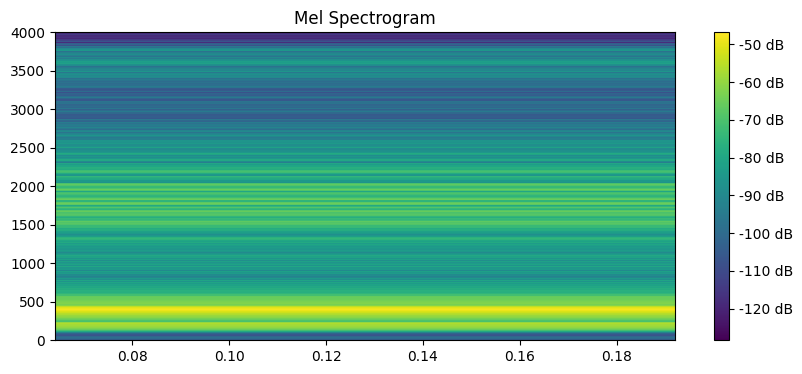 Mel Spectrogram
4000
3500
3000
2500
2000
1500
1000
500
0
0.08 0.10 0.12 0.14 0.16 0.18
-50 dB
-60 dB
-70 dB
-80 dB
-90 dB
-100 dB
-110 dB
-120 dB